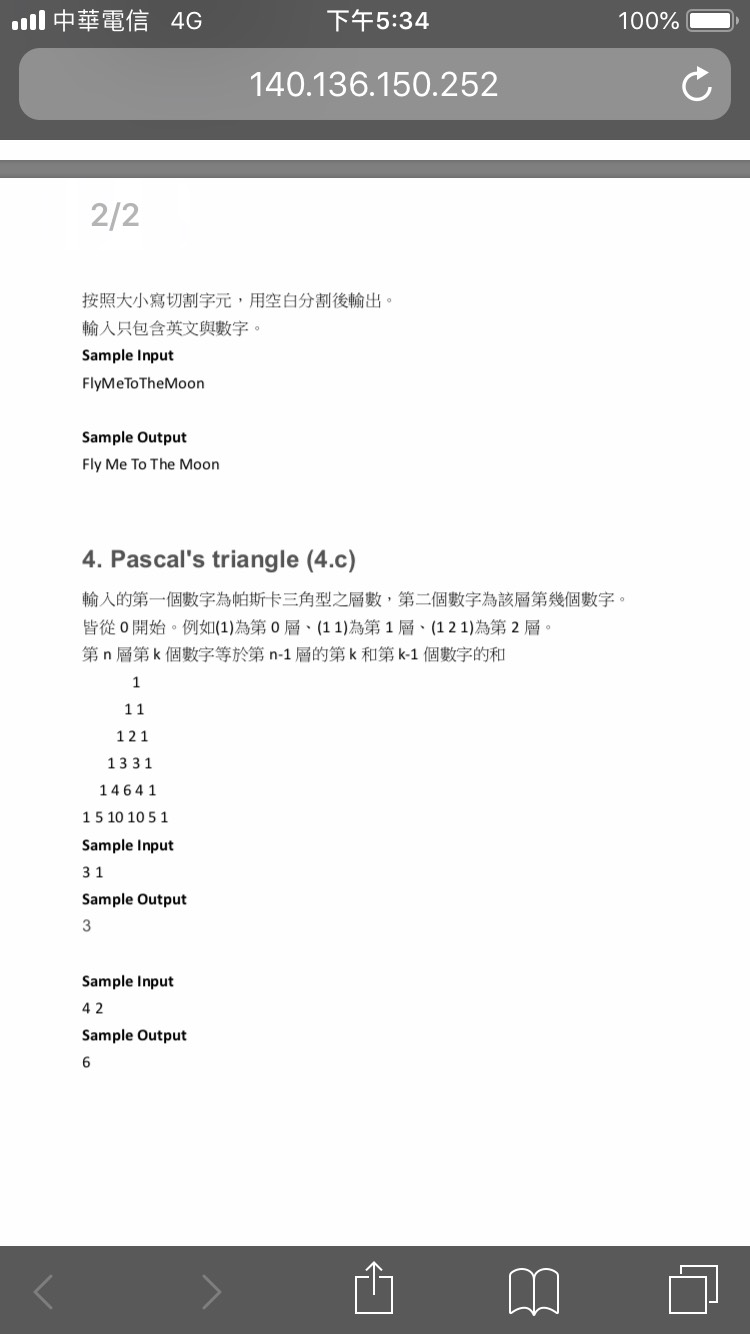 中華電信 4G 下午5:34 100%
140.136.150.252
2/2
按照大小寫切割字元，用空白分割後輸出。
輸入只包含英文與數字。
Sample Input
FlyMeToTheMoon
Sample Output
Fly Me To The Moon
4. Pascal's triangle (4.c)
輸入的第一個數字為帕斯卡三角型之層數，第二個數字為該層第幾個數字。
皆從 0 開始。例如(1)為第 0 層、(1 1)為第 1 層、(1 2 1)為第 2 層。
第 n 層第 k 個數字等於第 n-1 層的第 k 和第 k-1 個數字的和
1
1 1
1 2 1
1 3 3 1
1 4 6 4 1
1 5 10 10 5 1
Sample Input
3 1
Sample Output
3
Sample Input
4 2
Sample Output
6